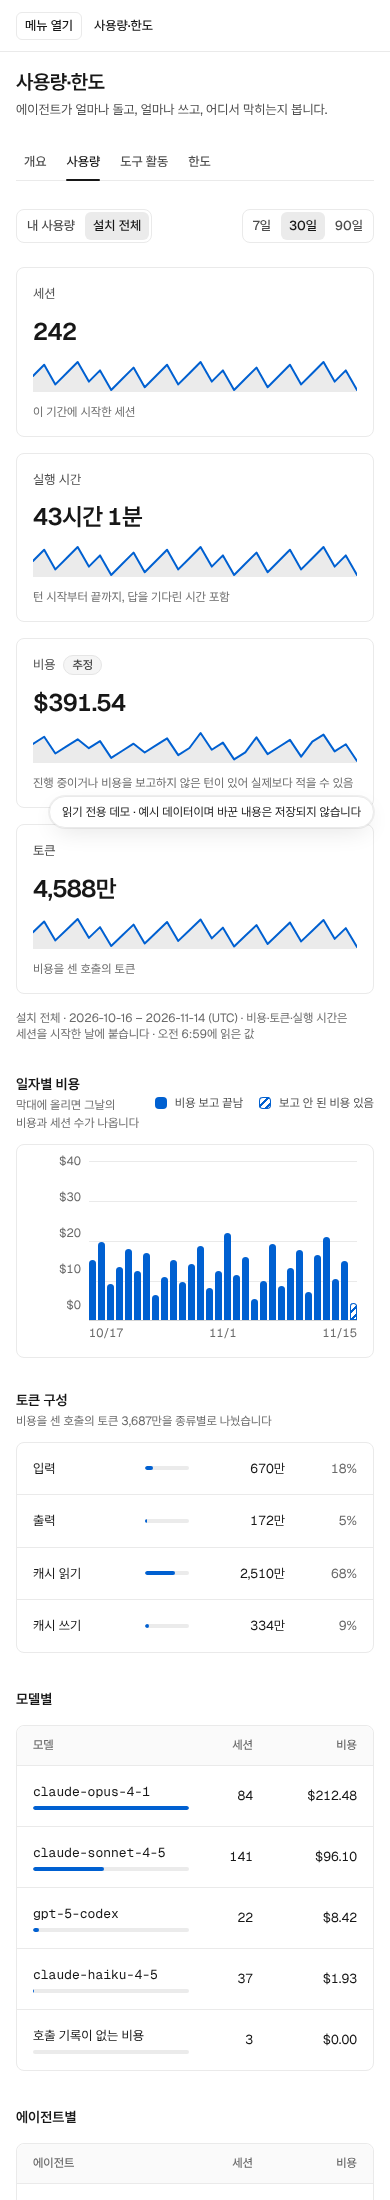 메뉴 열기 사용량·한도
사용량·한도
에이전트가 얼마나 돌고, 얼마나 쓰고, 어디서 막히는지 봅니다.
개요 사용량 도구 활동 한도
내 사용량 설치 전체 7일 30일 90일
세션
242
이 기간에 시작한 세션
실행 시간
43시간 1분
턴 시작부터 끝까지, 답을 기다린 시간 포함
비용 추정
$391.54
진행 중이거나 비용을 보고하지 않은 턴이 있어 실제보다 적을 수 있음
읽기 전용 데모 · 예시 데이터이며 바꾼 내용은 저장되지 않습니다
토큰
4,588만
비용을 센 호출의 토큰
설치 전체 · 2026-10-16 – 2026-11-14 (UTC) · 비용·토큰·실행 시간은
세션을 시작한 날에 붙습니다 · 오전 6:59에 읽은 값
일자별 비용
막대에 올리면 그날의
비용과 세션 수가 나옵니다
비용 보고 끝남 보고 안 된 비용 있음
$40
$30
$20
$10
$0
10/17 11/1 11/15
토큰 구성
비용을 센 호출의 토큰 3,687만을 종류별로 나눴습니다
입력 670만 18%
출력 172만 5%
캐시 읽기 2,510만 68%
캐시 쓰기 334만 9%
모델별
모델 세션 비용
claude-opus-4-1 84 $212.48
claude-sonnet-4-5 141 $96.10
gpt-5-codex 22 $8.42
claude-haiku-4-5 37 $1.93
호출 기록이 없는 비용 3 $0.00
에이전트별
에이전트 세션 비용